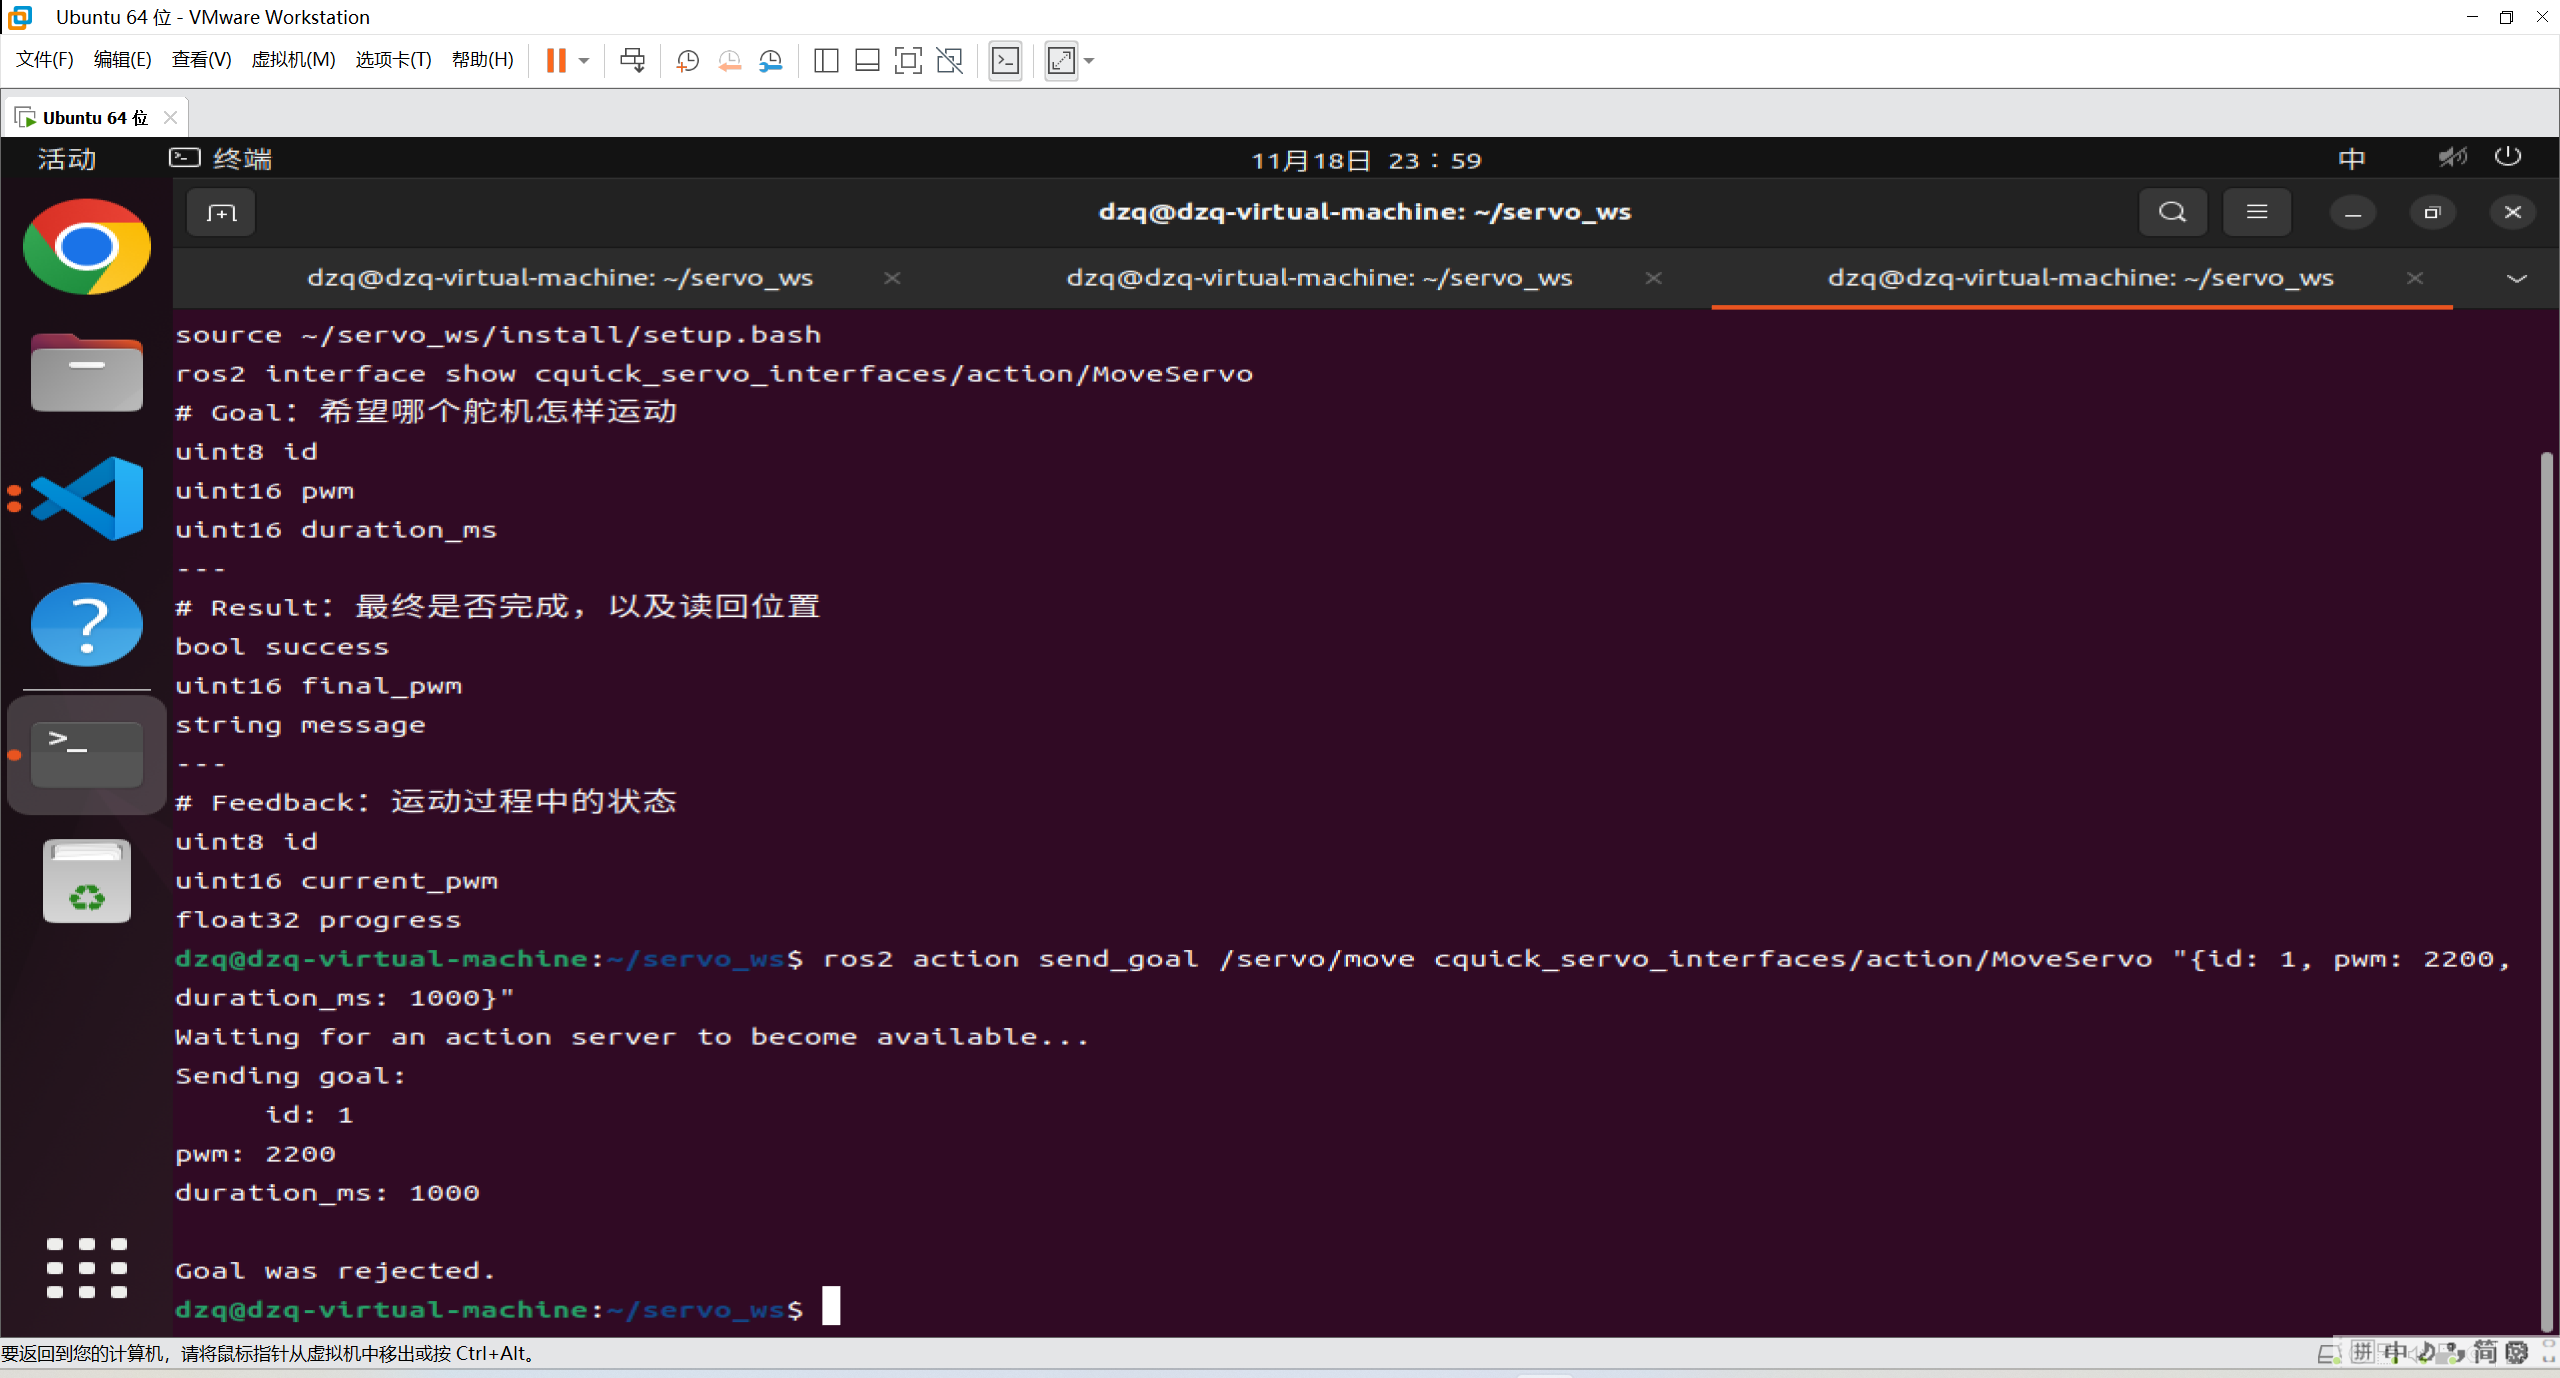 Ubuntu 64 位 - VMware Workstation
文件(F) 编辑(E) 查看(V) 虚拟机(M) 选项卡(T) 帮助(H)
Ubuntu 64 位
活动 终端 11月18日 23：59 中
dzq@dzq-virtual-machine: ~/servo_ws
dzq@dzq-virtual-machine: ~/servo_ws dzq@dzq-virtual-machine: ~/servo_ws dzq@dzq-virtual-machine: ~/servo_ws
source ~/servo_ws/install/setup.bash
ros2 interface show cquick_servo_interfaces/action/MoveServo
# Goal：希望哪个舵机怎样运动
uint8 id
uint16 pwm
uint16 duration_ms
---
# Result：最终是否完成，以及读回位置
bool success
uint16 final_pwm
string message
---
# Feedback：运动过程中的状态
uint8 id
uint16 current_pwm
float32 progress
dzq@dzq-virtual-machine:~/servo_ws$ ros2 action send_goal /servo/move cquick_servo_interfaces/action/MoveServo "{id: 1, pwm: 2200,
duration_ms: 1000}"
Waiting for an action server to become available...
Sending goal:
id: 1
pwm: 2200
duration_ms: 1000
Goal was rejected.
dzq@dzq-virtual-machine:~/servo_ws$
要返回到您的计算机，请将鼠标指针从虚拟机中移出或按 Ctrl+Alt。
拼 中 简